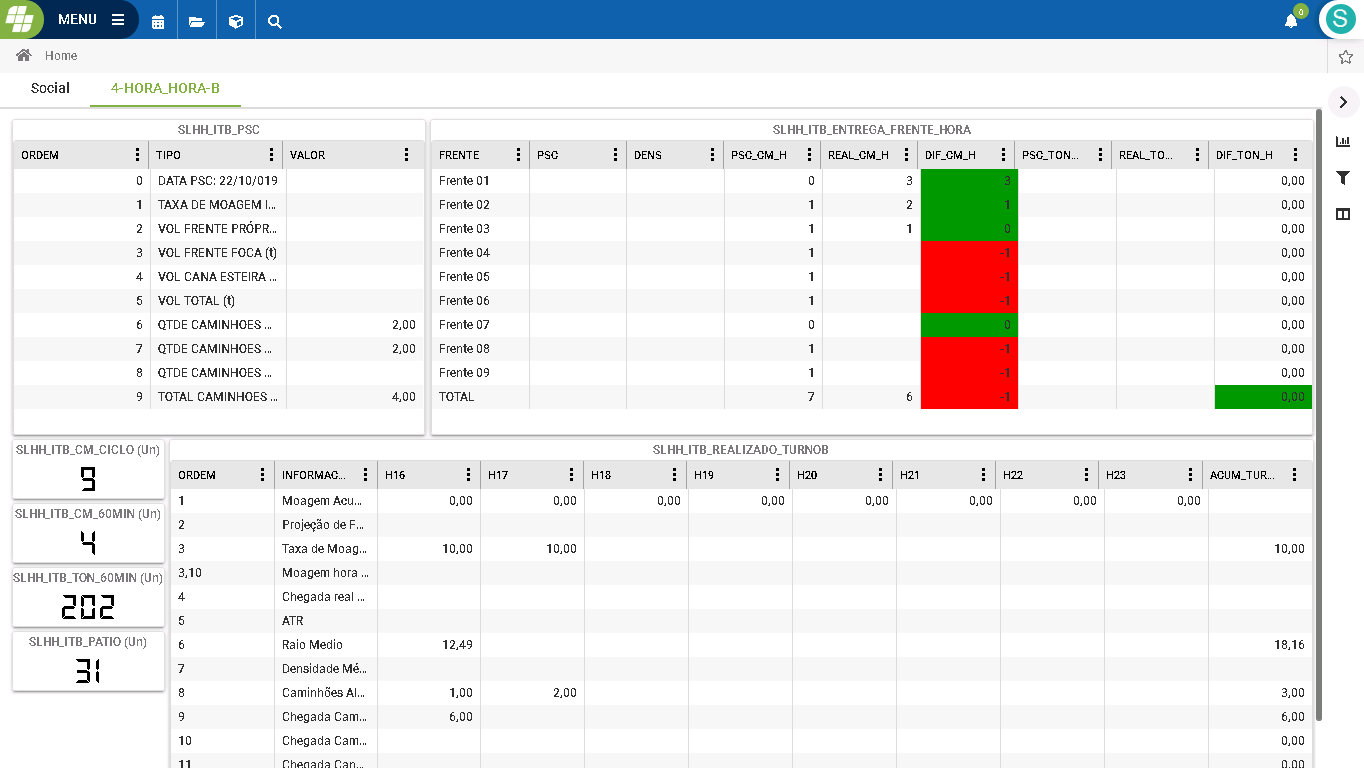 MENU
0
S
Home
Social 4-HORA_HORA-B
SLHH_ITB_PSC
ORDEM TIPO VALOR
0 DATA PSC: 22/10/019
1 TAXA DE MOAGEM I...
2 VOL FRENTE PRÓPR...
3 VOL FRENTE FOCA (t)
4 VOL CANA ESTEIRA ...
5 VOL TOTAL (t)
6 QTDE CAMINHOES ... 2,00
7 QTDE CAMINHOES ... 2,00
8 QTDE CAMINHOES ...
9 TOTAL CAMINHOES ... 4,00
SLHH_ITB_ENTREGA_FRENTE_HORA
FRENTE PSC DENS PSC_CM_H REAL_CM_H DIF_CM_H PSC_TON... REAL_TO... DIF_TON_H
Frente 01 0 3 3 0,00
Frente 02 1 2 1 0,00
Frente 03 1 1 0 0,00
Frente 04 1 -1 0,00
Frente 05 1 -1 0,00
Frente 06 1 -1 0,00
Frente 07 0 0 0,00
Frente 08 1 -1 0,00
Frente 09 1 -1 0,00
TOTAL 7 6 -1 0,00
SLHH_ITB_CM_CICLO (Un)
9
SLHH_ITB_CM_60MIN (Un)
4
SLHH_ITB_TON_60MIN (Un)
202
SLHH_ITB_PATIO (Un)
31
SLHH_ITB_REALIZADO_TURNOB
ORDEM INFORMAC... H16 H17 H18 H19 H20 H21 H22 H23 ACUM_TUR...
1 Moagem Acu... 0,00 0,00 0,00 0,00 0,00 0,00 0,00 0,00
2 Projeção de F...
3 Taxa de Moag... 10,00 10,00 10,00
3,10 Moagem hora ...
4 Chegada real ...
5 ATR
6 Raio Medio 12,49 18,16
7 Densidade Mé...
8 Caminhões Al... 1,00 2,00 3,00
9 Chegada Cam... 6,00 6,00
10 Chegada Cam... 0,00
11 Chegada Can... 0,00